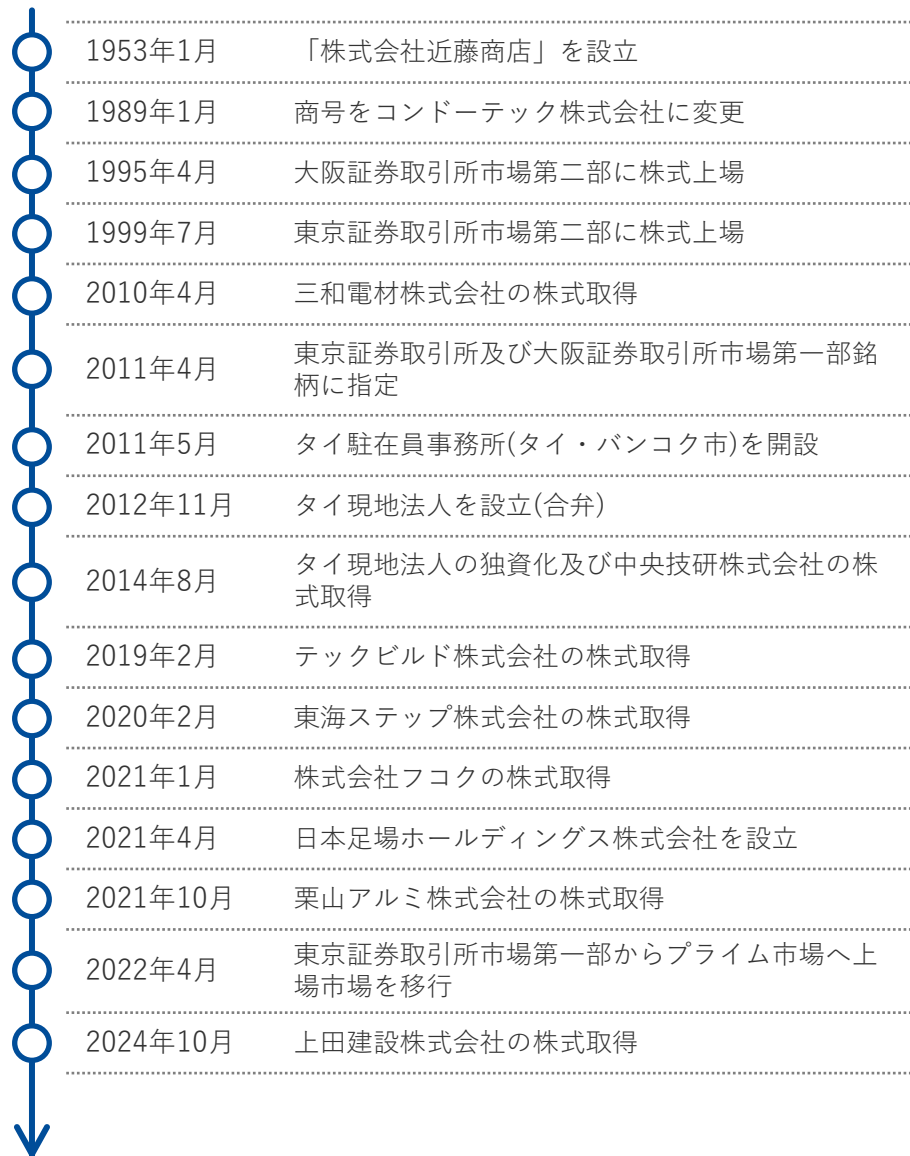 1953年1月 「株式会社近藤商店」を設立
1989年1月 商号をコンドーテック株式会社に変更
1995年4月 大阪証券取引所市場第二部に株式上場
1999年7月 東京証券取引所市場第二部に株式上場
2010年4月 三和電材株式会社の株式取得
2011年4月 東京証券取引所及び大阪証券取引所市場第一部銘
柄に指定
2011年5月 タイ駐在員事務所(タイ・バンコク市)を開設
2012年11月 タイ現地法人を設立(合弁)
2014年8月 タイ現地法人の独資化及び中央技研株式会社の株
式取得
2019年2月 テックビルド株式会社の株式取得
2020年2月 東海ステップ株式会社の株式取得
2021年1月 株式会社フコクの株式取得
2021年4月 日本足場ホールディングス株式会社を設立
2021年10月 栗山アルミ株式会社の株式取得
2022年4月 東京証券取引所市場第一部からプライム市場へ上
場市場を移行
2024年10月 上田建設株式会社の株式取得